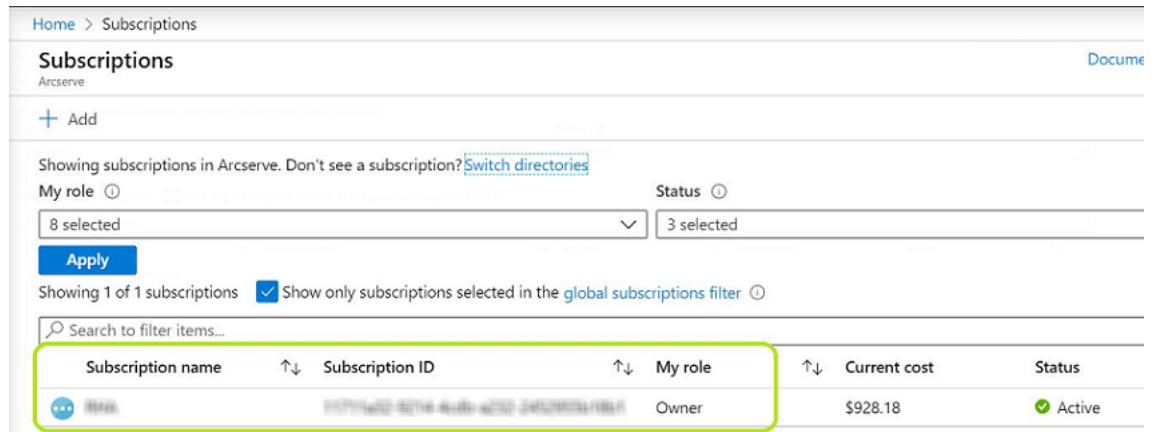 Home > Subscriptions
Subscriptions
Docume
Arcserve
+ Add
Showing subscriptions in Arcserve. Don't see a subscription? Switch directories
My role Status
8 selected 3 selected
Apply
Showing 1 of 1 subscriptions Show only subscriptions selected in the global subscriptions filter
Search to filter items...
Subscription name ↑↓ Subscription ID ↑↓ My role ↑↓ Current cost Status
Owner $928.18 Active